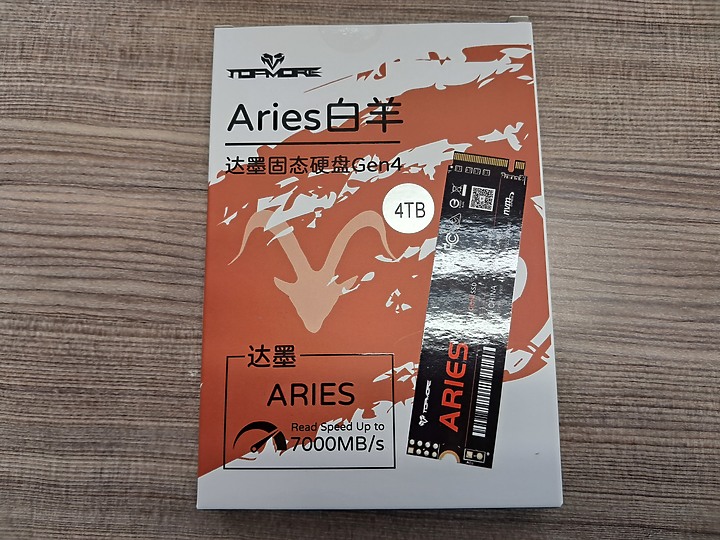 TOPMORE
Aries白羊
达墨固态硬盘Gen4
4TB
达墨
ARIES
Read Speed Up to
7000MB/s
TOPMORE
ARIES